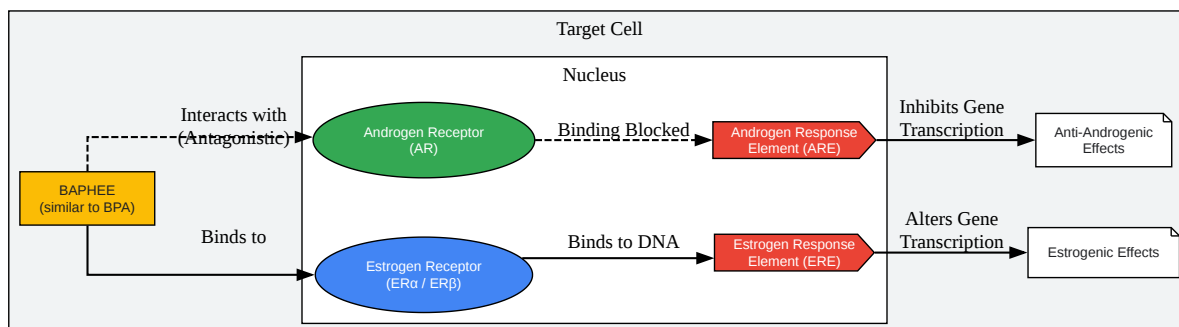 Target Cell
Nucleus
Interacts with
(Antagonistic)
Androgen Receptor
(AR)
Binding Blocked
Androgen Response
Element (ARE)
Inhibits Gene
Transcription
Anti-Androgenic
Effects
BAPHEE
(similar to BPA)
Binds to
Estrogen Receptor
(ERα / ERβ)
Binds to DNA
Estrogen Response
Element (ERE)
Alters Gene
Transcription
Estrogenic Effects